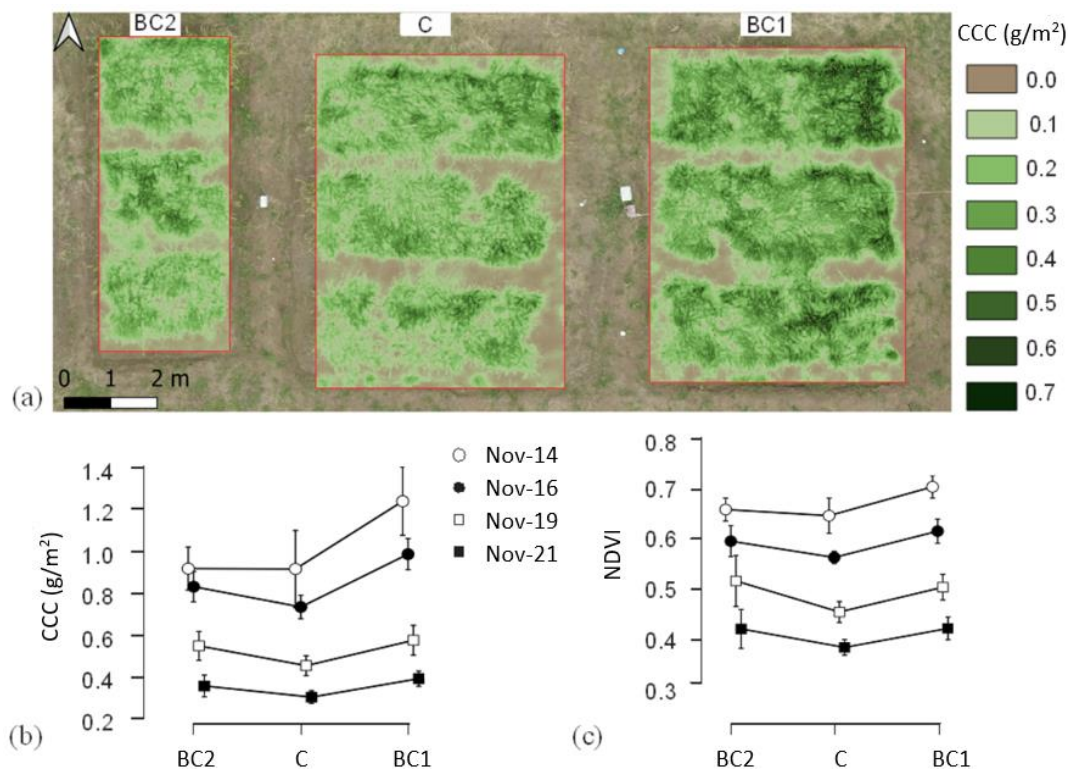 BC2
C
BC1
CCC (g/m²)
0.0
0.1
0.2
0.3
0.4
0.5
0.6
0.7
0 1 2 m
(a)
CCC (g/m²)
1.4
1.2
1.0
0.8
0.6
0.4
0.2
Nov-14
Nov-16
Nov-19
Nov-21
BC2 C BC1
(b)
NDVI
0.8
0.7
0.6
0.5
0.4
0.3
BC2 C BC1
(c)